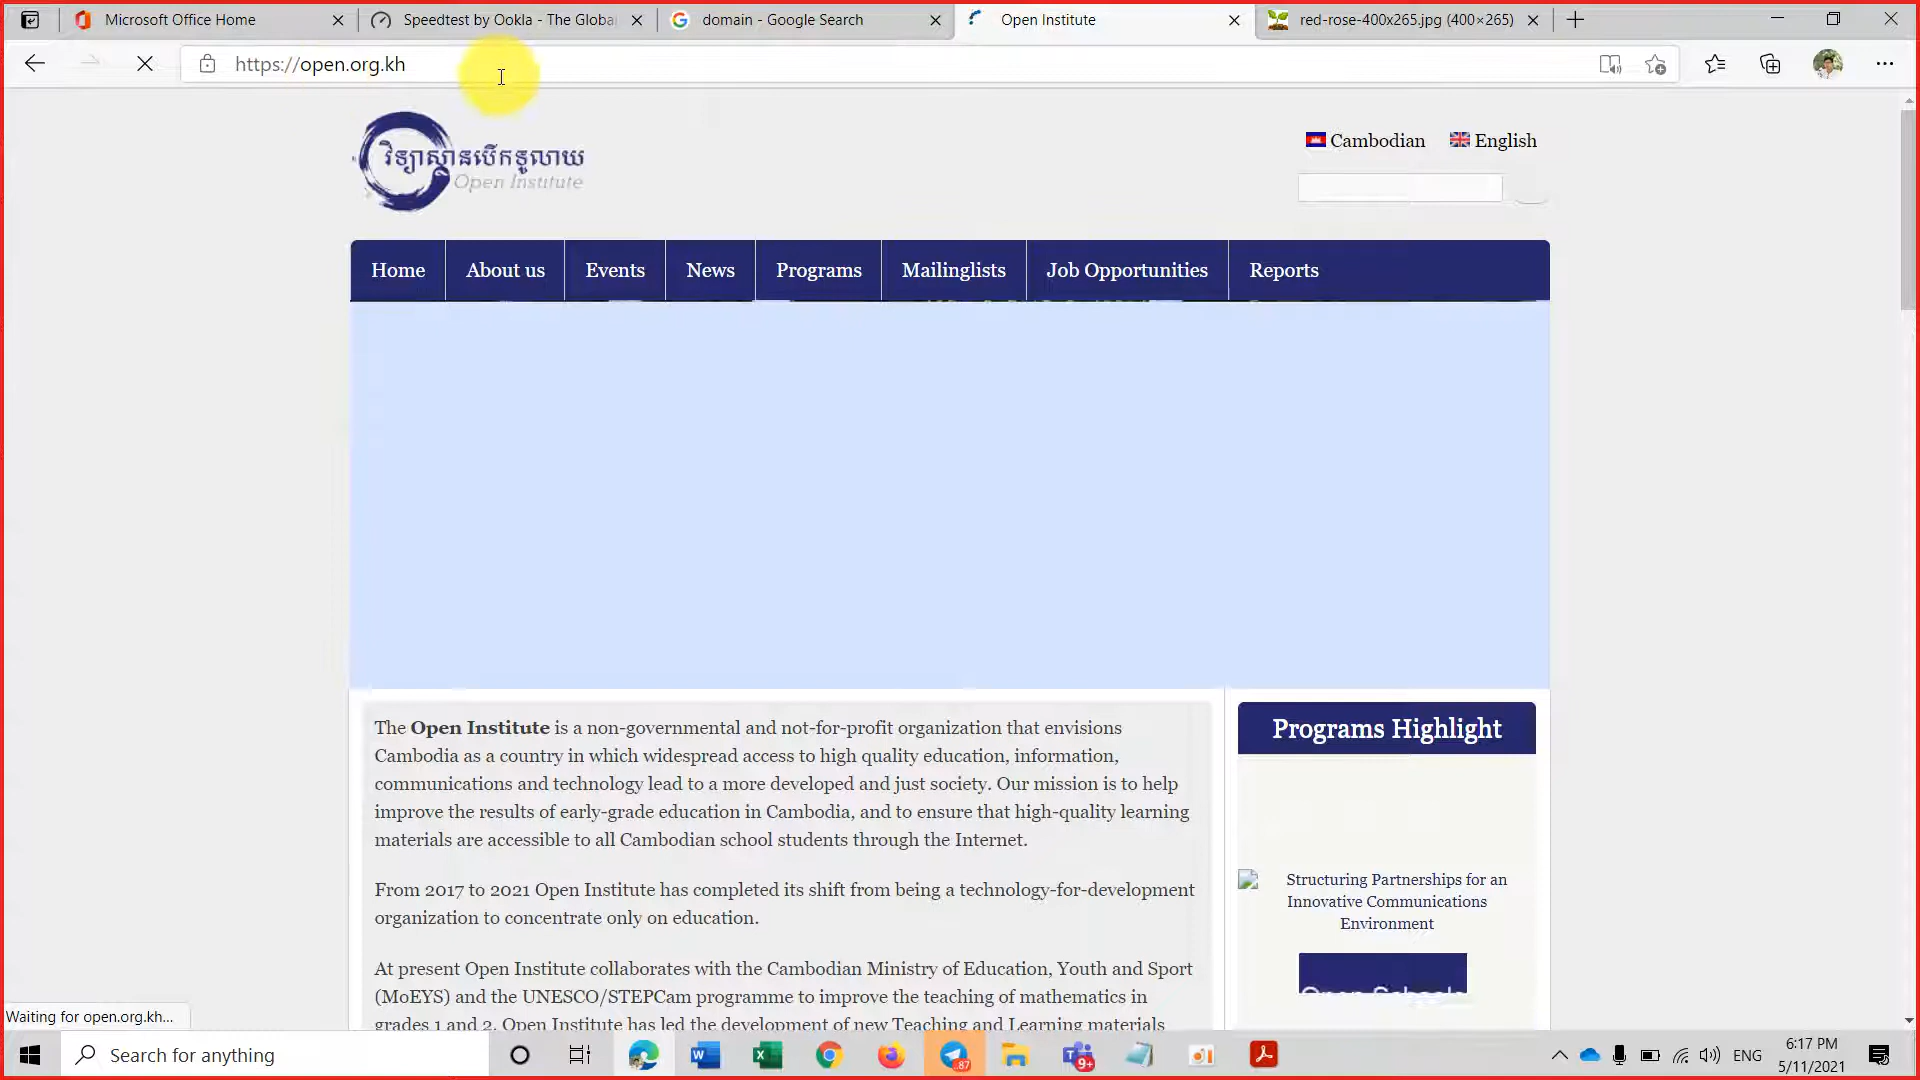 Microsoft Office Home
Speedtest by Ookla - The Globa
domain - Google Search
Open Institute
red-rose-400x265.jpg (400×265)
https://open.org.kh
វិទ្យាស្ថានបើកទូលាយ
Open Institute
Cambodian
English
Home
About us
Events
News
Programs
Mailinglists
Job Opportunities
Reports
The Open Institute is a non-governmental and not-for-profit organization that envisions
Cambodia as a country in which widespread access to high quality education, information,
communications and technology lead to a more developed and just society. Our mission is to help
improve the results of early-grade education in Cambodia, and to ensure that high-quality learning
materials are accessible to all Cambodian school students through the Internet.
From 2017 to 2021 Open Institute has completed its shift from being a technology-for-development
organization to concentrate only on education.
At present Open Institute collaborates with the Cambodian Ministry of Education, Youth and Sport
(MoEYS) and the UNESCO/STEPCam programme to improve the teaching of mathematics in
grades 1 and 2. Open Institute has led the development of new Teaching and Learning materials
Programs Highlight
Structuring Partnerships for an
Innovative Communications
Environment
Open Schools
Waiting for open.org.kh...
Search for anything
87
9+
ENG
6:17 PM
5/11/2021